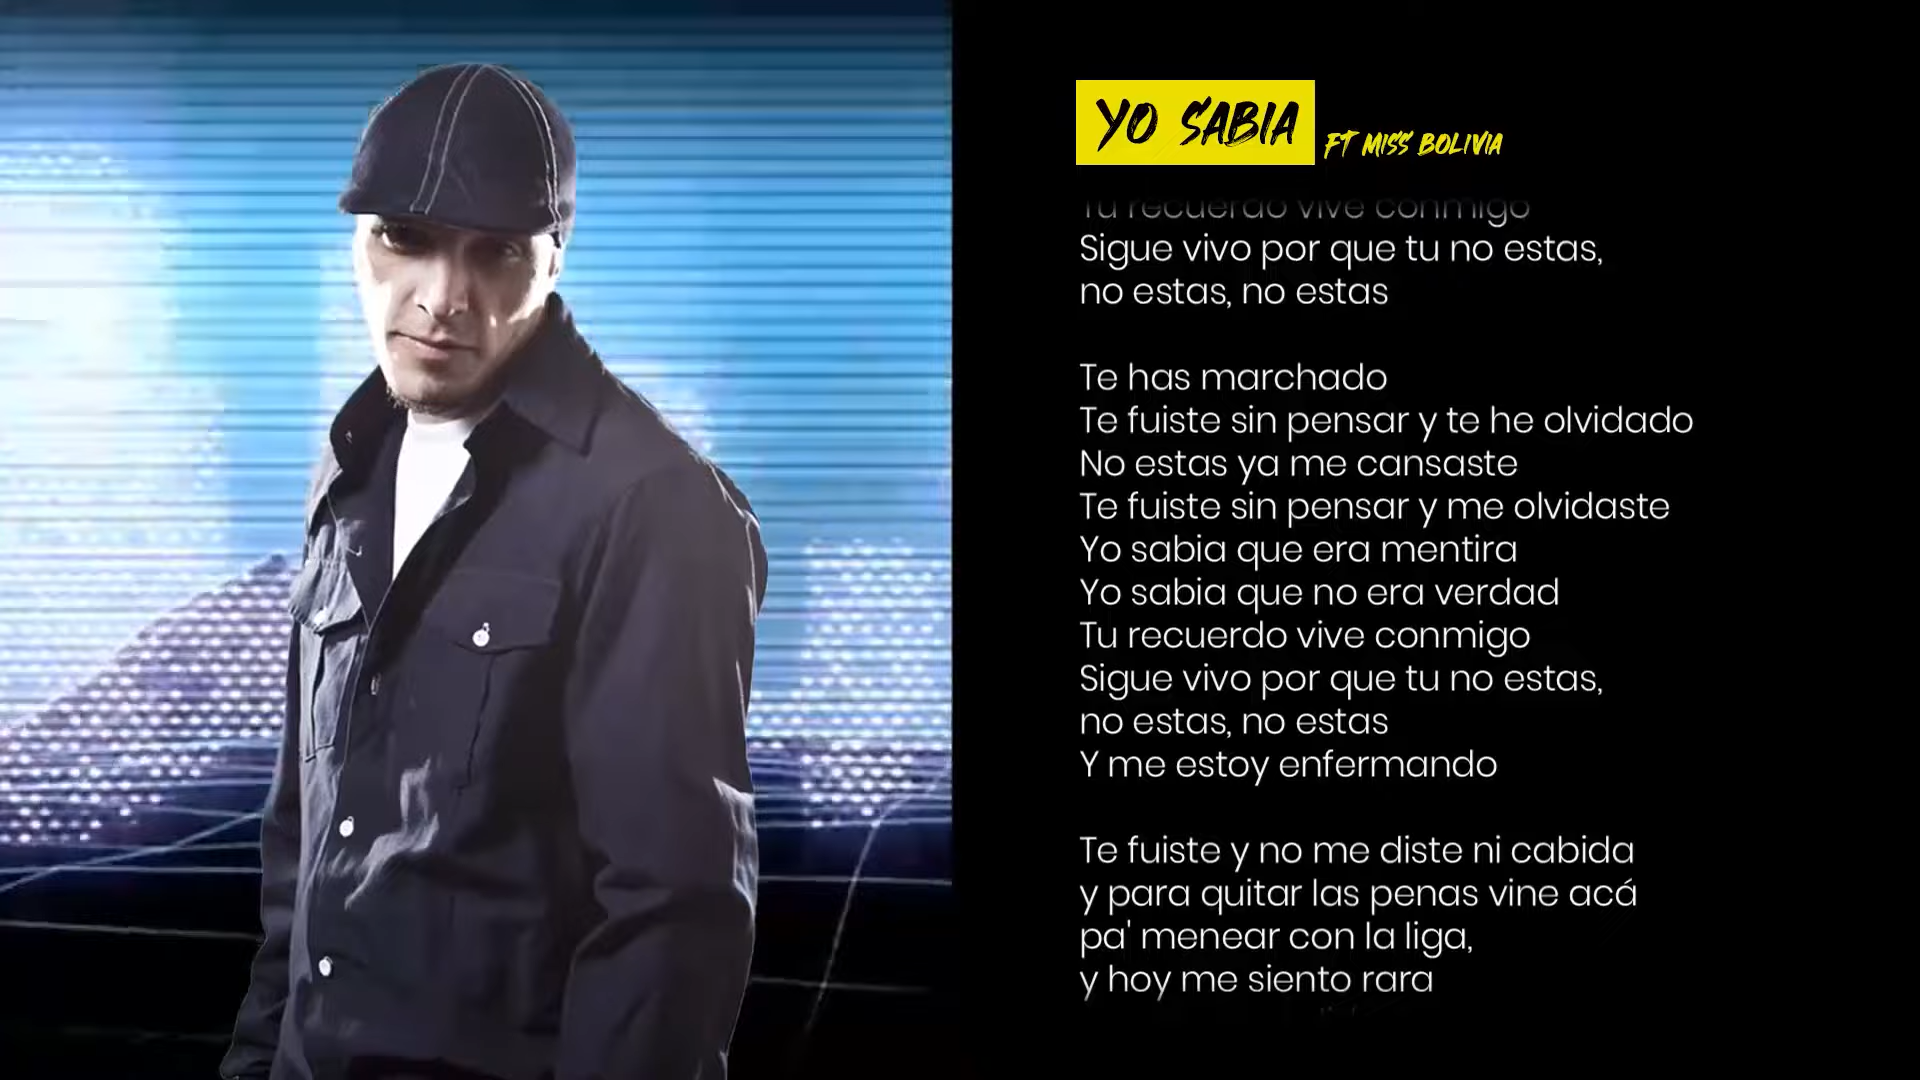 YO SABIA FT MISS BOLIVIA
Tu recuerdo vive conmigo
Sigue vivo por que tu no estas,
no estas, no estas
Te has marchado
Te fuiste sin pensar y te he olvidado
No estas ya me cansaste
Te fuiste sin pensar y me olvidaste
Yo sabia que era mentira
Yo sabia que no era verdad
Tu recuerdo vive conmigo
Sigue vivo por que tu no estas,
no estas, no estas
Y me estoy enfermando
Te fuiste y no me diste ni cabida
y para quitar las penas vine acá
pa' menear con la liga,
y hoy me siento rara